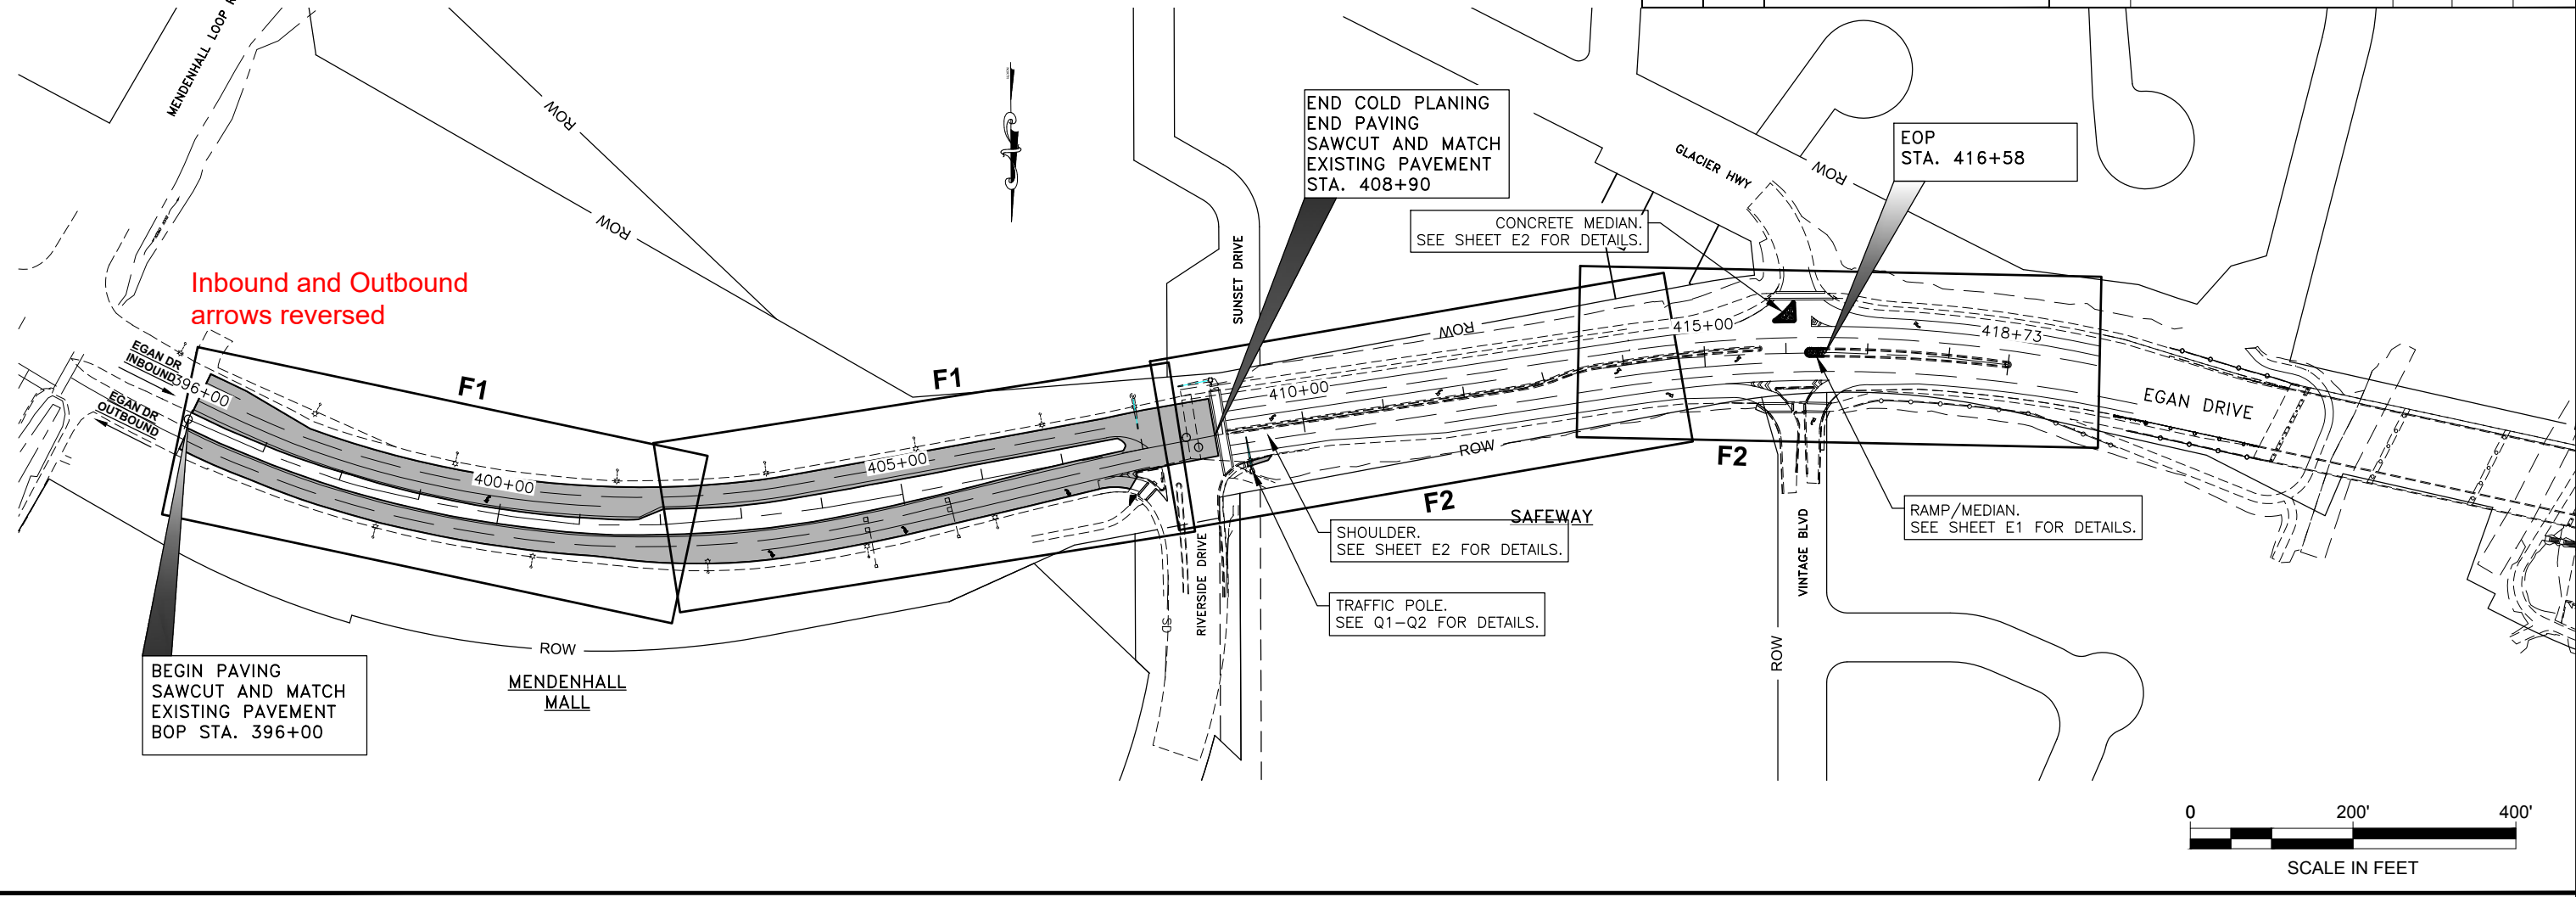 MENDENHALL LOOP
ROW
ROW
SUNSET DRIVE
END COLD PLANING
END PAVING
SAWCUT AND MATCH
EXISTING PAVEMENT
STA. 408+90
GLACIER HWY
ROW
EOP
STA. 416+58
CONCRETE MEDIAN.
SEE SHEET E2 FOR DETAILS.
Inbound and Outbound
arrows reversed
EGAN DR
INBOUND
396+00
EGAN DR
OUTBOUND
F1
F1
400+00
405+00
410+00
ROW
415+00
418+73
EGAN DRIVE
ROW
F2
F2
SAFEWAY
SHOULDER.
SEE SHEET E2 FOR DETAILS.
RAMP/MEDIAN.
SEE SHEET E1 FOR DETAILS.
TRAFFIC POLE.
SEE Q1-Q2 FOR DETAILS.
SD
RIVERSIDE DRIVE
VINTAGE BLVD
ROW
ROW
MENDENHALL
MALL
BEGIN PAVING
SAWCUT AND MATCH
EXISTING PAVEMENT
BOP STA. 396+00
0 200' 400'
SCALE IN FEET